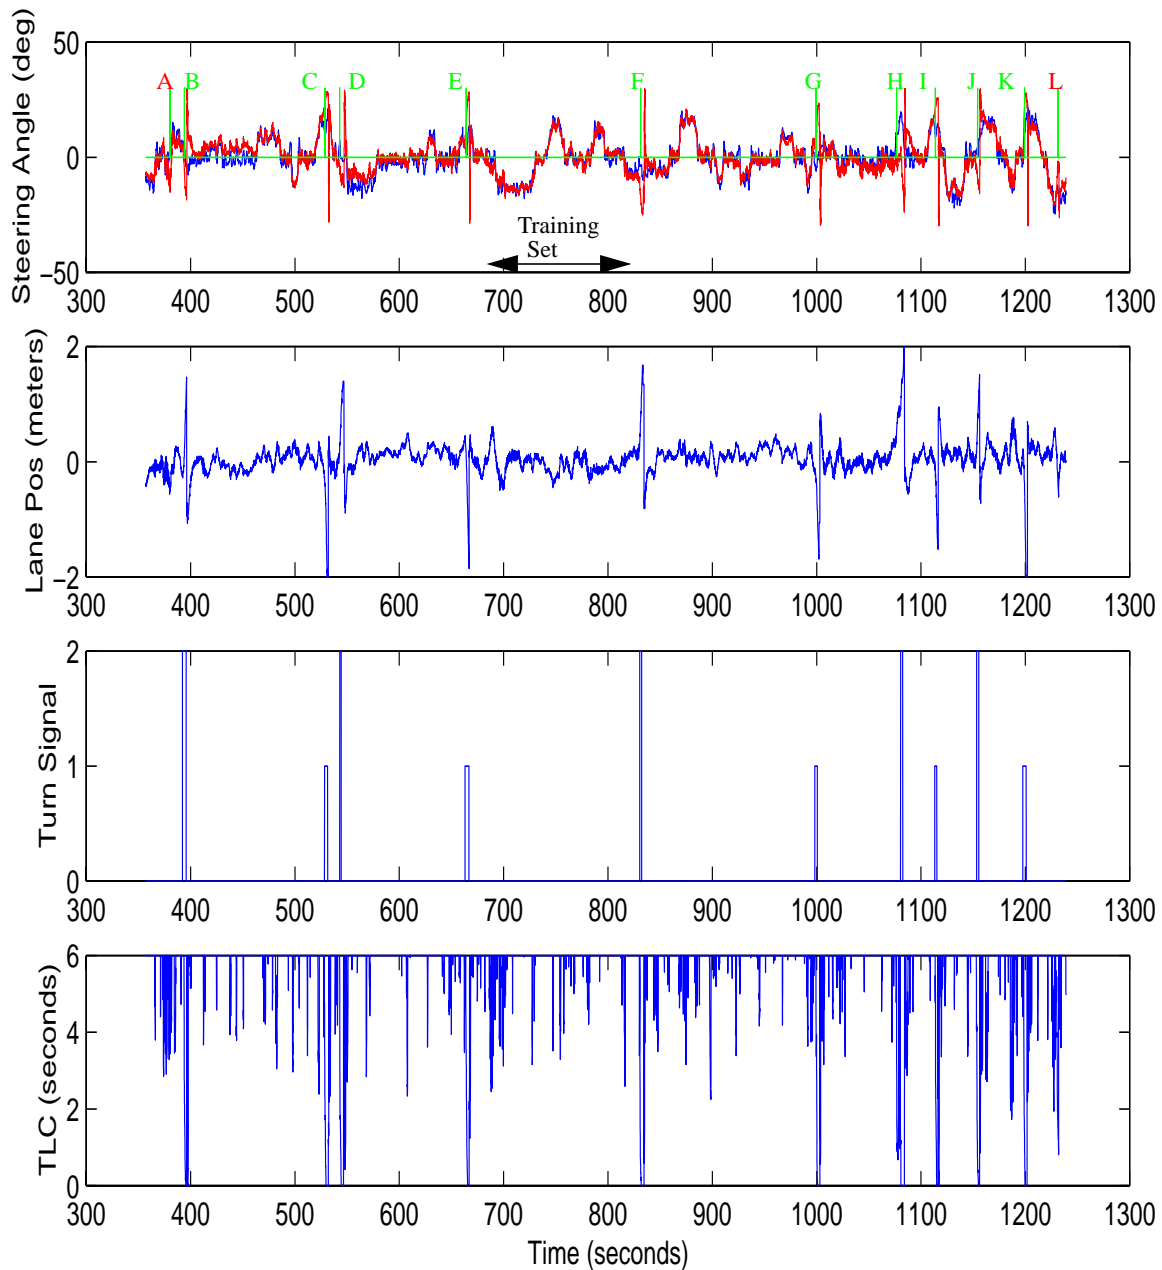 Steering Angle (deg)
50
0
−50
A B C D E F G H I J K L
Training
Set
300 400 500 600 700 800 900 1000 1100 1200 1300
Lane Pos (meters)
2
0
−2
300 400 500 600 700 800 900 1000 1100 1200 1300
Turn Signal
2
1
0
300 400 500 600 700 800 900 1000 1100 1200 1300
TLC (seconds)
6
4
2
0
300 400 500 600 700 800 900 1000 1100 1200 1300
Time (seconds)